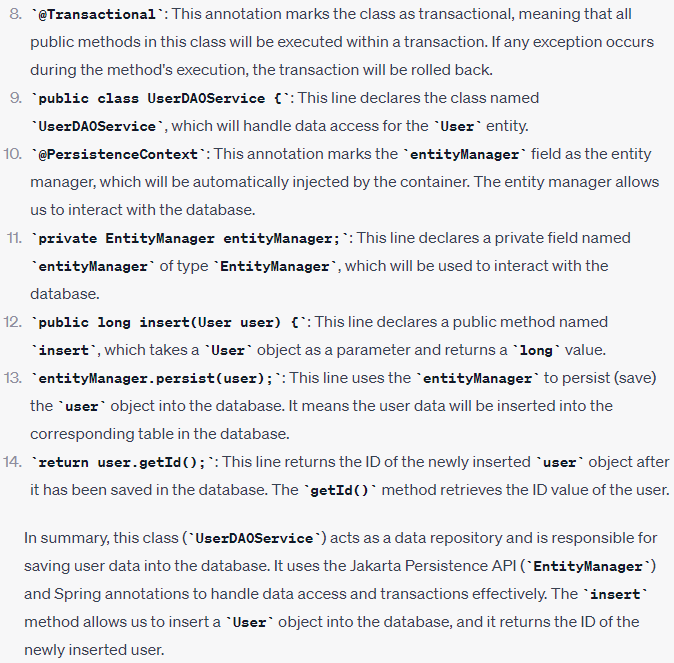 8. `@Transactional`: This annotation marks the class as transactional, meaning that all
public methods in this class will be executed within a transaction. If any exception occurs
during the method's execution, the transaction will be rolled back.
9. `public class UserDAOService {`: This line declares the class named
`UserDAOService`, which will handle data access for the `User` entity.
10. `@PersistenceContext`: This annotation marks the `entityManager` field as the entity
manager, which will be automatically injected by the container. The entity manager allows
us to interact with the database.
11. `private EntityManager entityManager;`: This line declares a private field named
`entityManager` of type `EntityManager`, which will be used to interact with the
database.
12. `public long insert(User user) {`: This line declares a public method named
`insert`, which takes a `User` object as a parameter and returns a `long` value.
13. `entityManager.persist(user);`: This line uses the `entityManager` to persist (save)
the `user` object into the database. It means the user data will be inserted into the
corresponding table in the database.
14. `return user.getId();`: This line returns the ID of the newly inserted `user` object after
it has been saved in the database. The `getId()` method retrieves the ID value of the user.
In summary, this class (`UserDAOService`) acts as a data repository and is responsible for
saving user data into the database. It uses the Jakarta Persistence API (`EntityManager`)
and Spring annotations to handle data access and transactions effectively. The `insert`
method allows us to insert a `User` object into the database, and it returns the ID of the
newly inserted user.